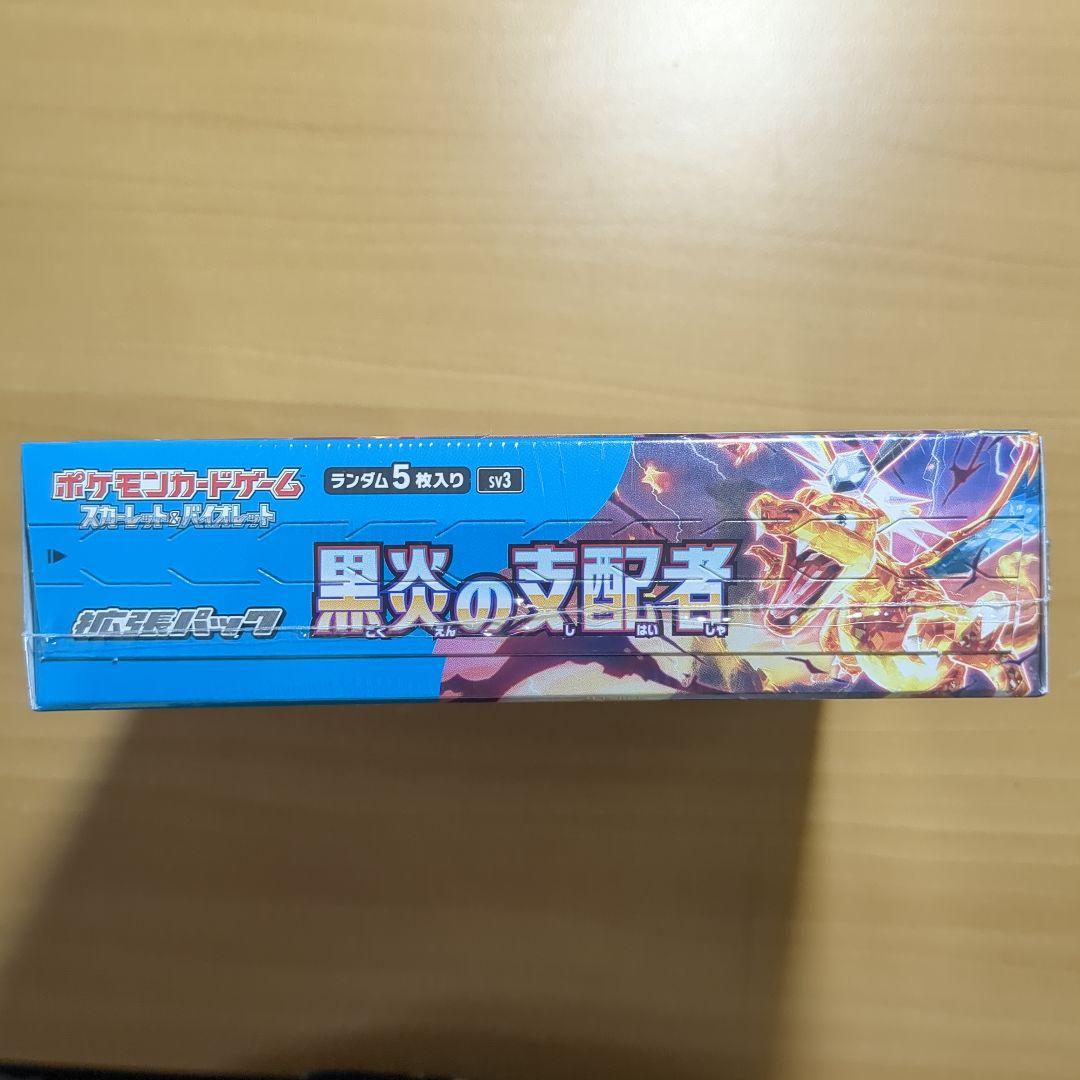 ポケモンカードゲーム
スカーレット&バイオレット
ランダム5枚入り
SV3
拡張パック
黒炎の支配者
こく えん し はい しゃ